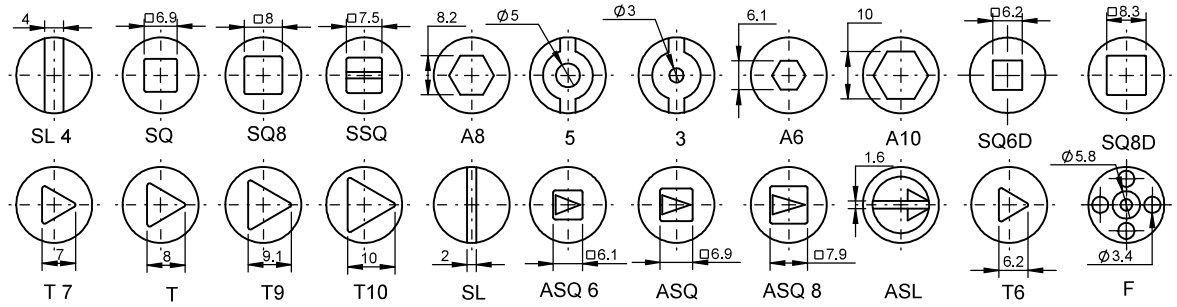 4 □6.9 □8 □7.5 8.2 Ø5 Ø3 6.1 10 □6.2 □8.3
SL 4 SQ SQ8 SSQ A8 5 3 A6 A10 SQ6D SQ8D
7 8 9.1 10 2 □6.1 □6.9 □7.9 1.6 6.2 Ø5.8 Ø3.4
T 7 T T9 T10 SL ASQ 6 ASQ ASQ 8 ASL T6 F